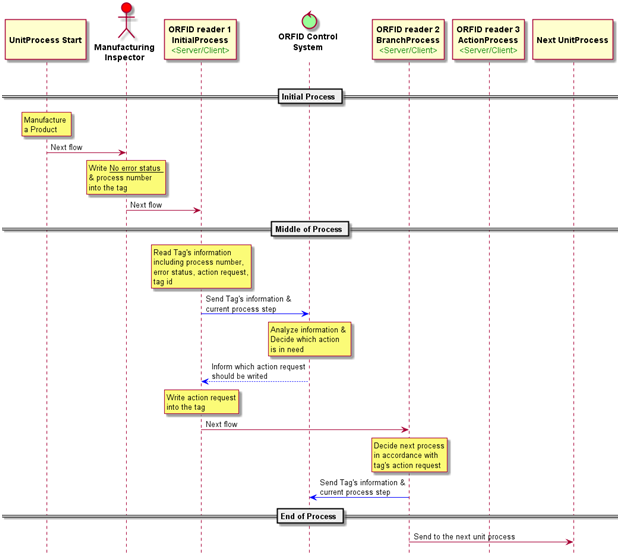 UnitProcess Start
Manufacturing
Inspector
ORFID reader 1
InitialProcess
<Server/Client>
ORFID Control
System
ORFID reader 2
BranchProcess
<Server/Client>
ORFID reader 3
ActionProcess
<Server/Client>
Next UnitProcess
Initial Process
Manufacture
a Product
Next flow
Write No error status
& process number
into the tag
Next flow
Middle of Process
Read Tag's information
including process number,
error status, action request,
tag id
Send Tag's information &
current process step
Analyze information &
Decide which action
is in need
Inform which action request
should be writed
Write action request
into the tag
Next flow
Decide next process
in accordance with
tag's action request
Send Tag's information &
current process step
End of Process
Send to the next unit process